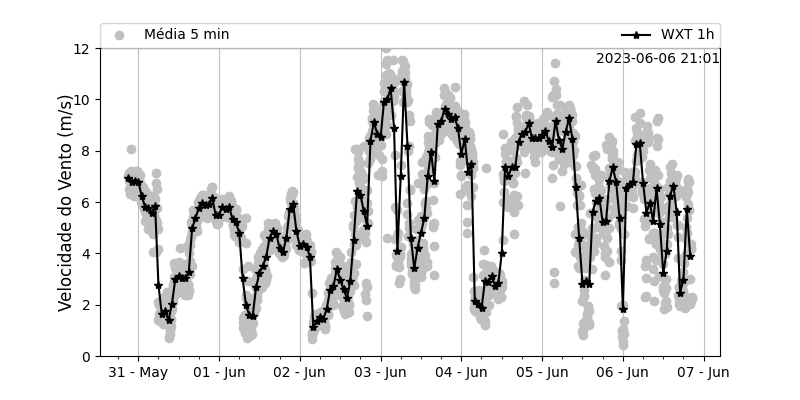 Média 5 min
WXT 1h
2023-06-06 21:01
Velocidade do Vento (m/s)
12
10
8
6
4
2
0
31 - May
01 - Jun
02 - Jun
03 - Jun
04 - Jun
05 - Jun
06 - Jun
07 - Jun